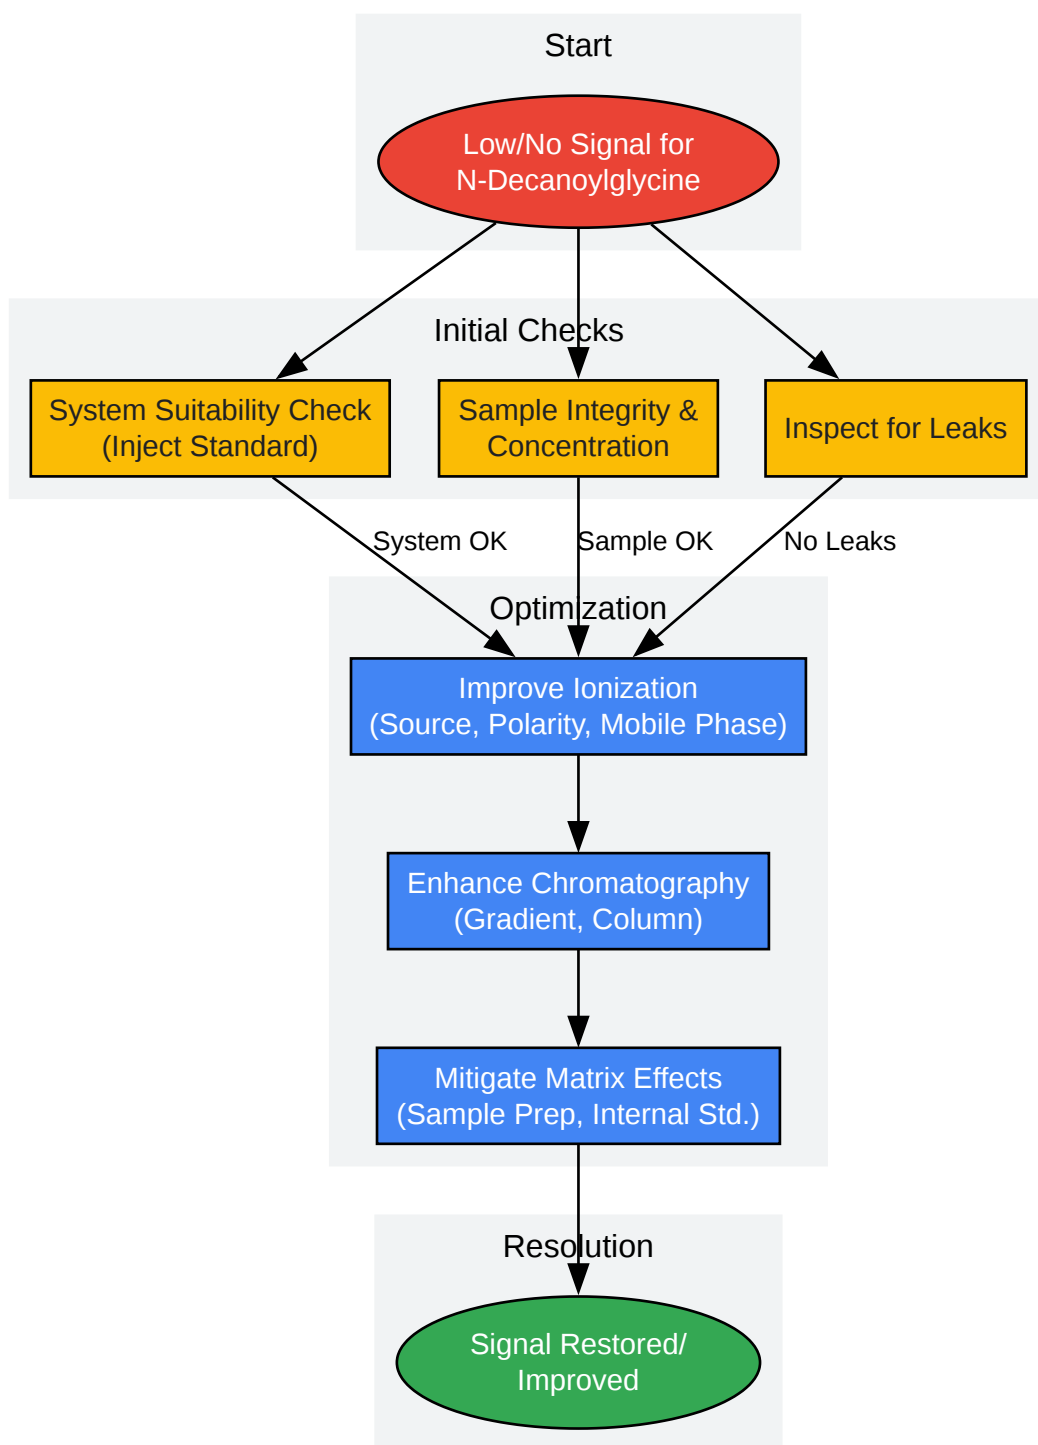 Start
Low/No Signal for
N-Decanoylglycine
Initial Checks
System Suitability Check
(Inject Standard)
Sample Integrity &
Concentration
Inspect for Leaks
System OK
Sample OK
No Leaks
Optimization
Improve Ionization
(Source, Polarity, Mobile Phase)
Enhance Chromatography
(Gradient, Column)
Mitigate Matrix Effects
(Sample Prep, Internal Std.)
Resolution
Signal Restored/
Improved